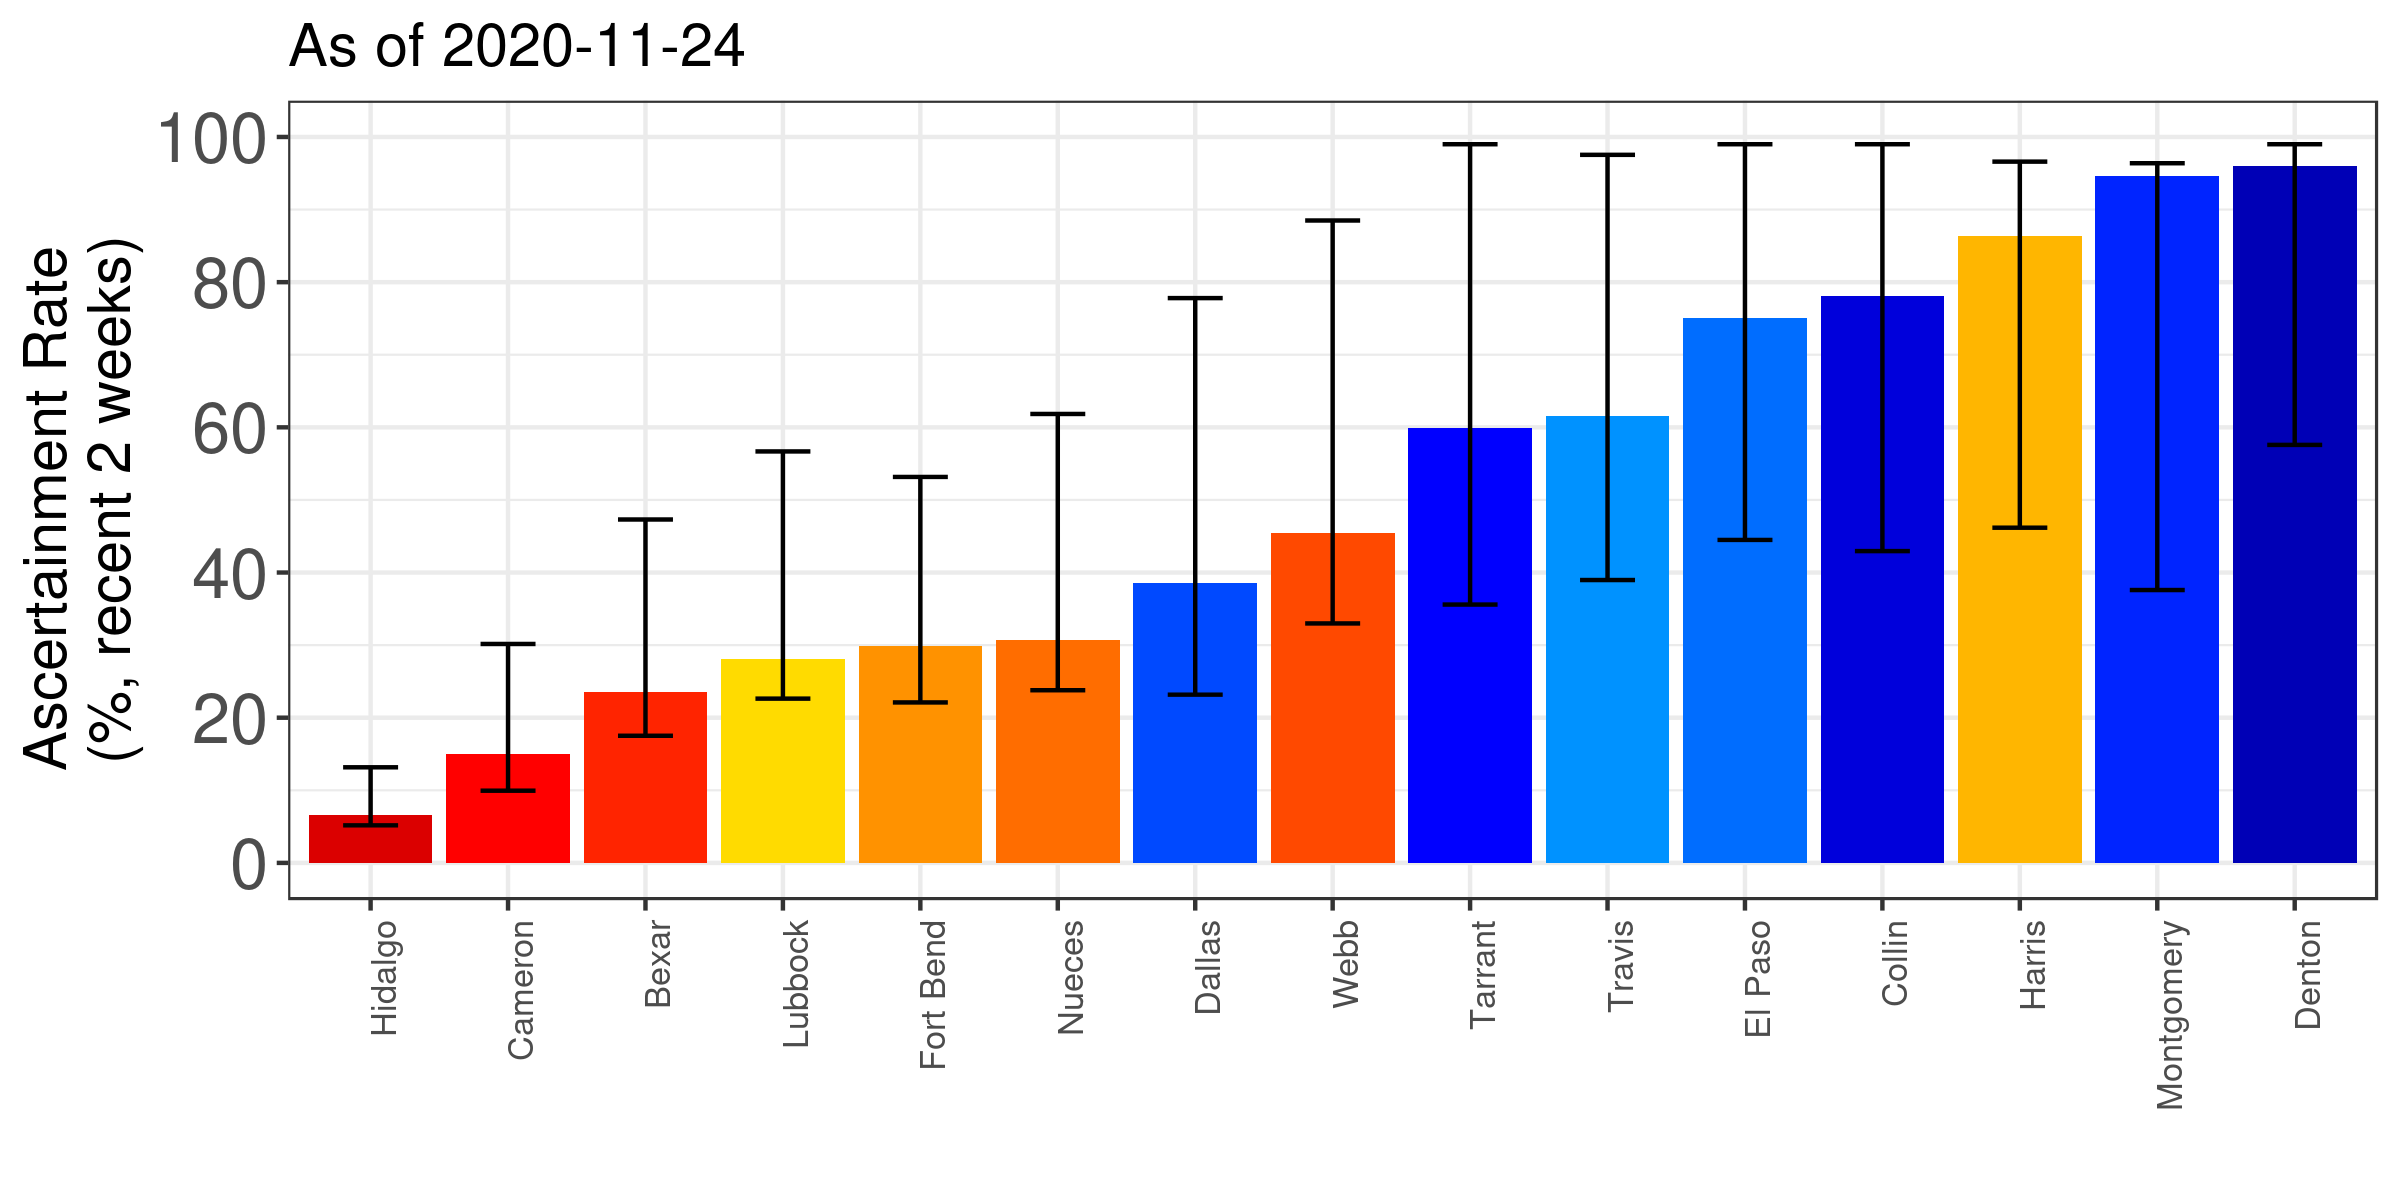 As of 2020-11-24
Ascertainment Rate
(%, recent 2 weeks)
100
80
60
40
20
0
Hidalgo
Cameron
Bexar
Lubbock
Fort Bend
Nueces
Dallas
Webb
Tarrant
Travis
El Paso
Collin
Harris
Montgomery
Denton